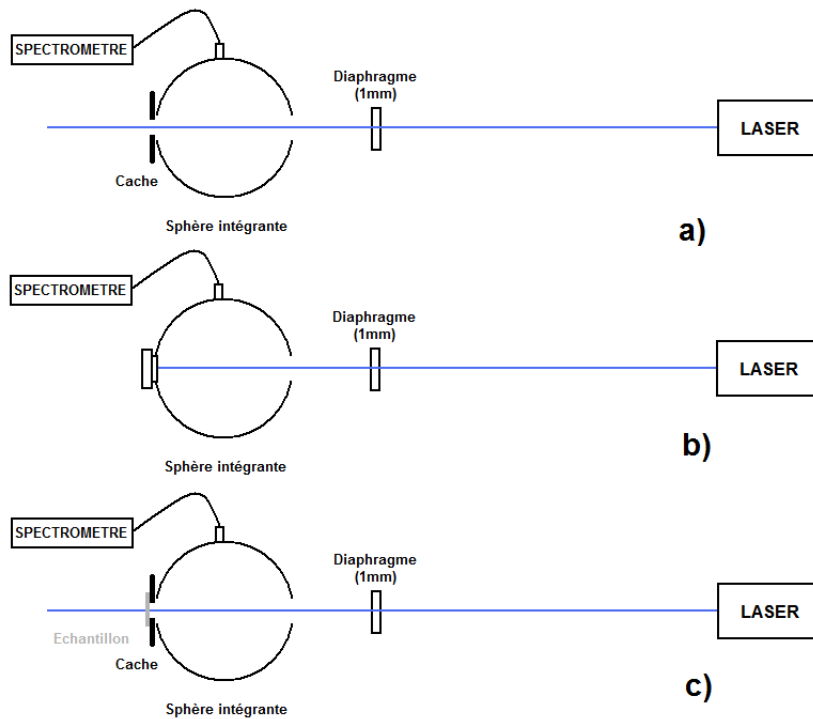 SPECTROMETRE
Diaphragme
(1mm)
LASER
Cache
Sphère intégrante
a)
SPECTROMETRE
Diaphragme
(1mm)
LASER
b)
Sphère intégrante
SPECTROMETRE
Diaphragme
(1mm)
LASER
Echantillon
Cache
c)
Sphère intégrante